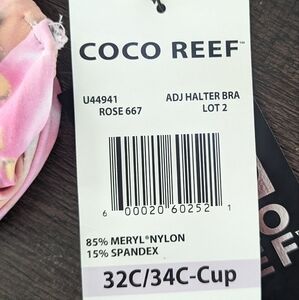 COCO REEF™
U44941 ADJ HALTER BRA
ROSE 667 LOT 2
6 00020 60252 1
85% MERYL®NYLON
15% SPANDEX
32C/34C-Cup